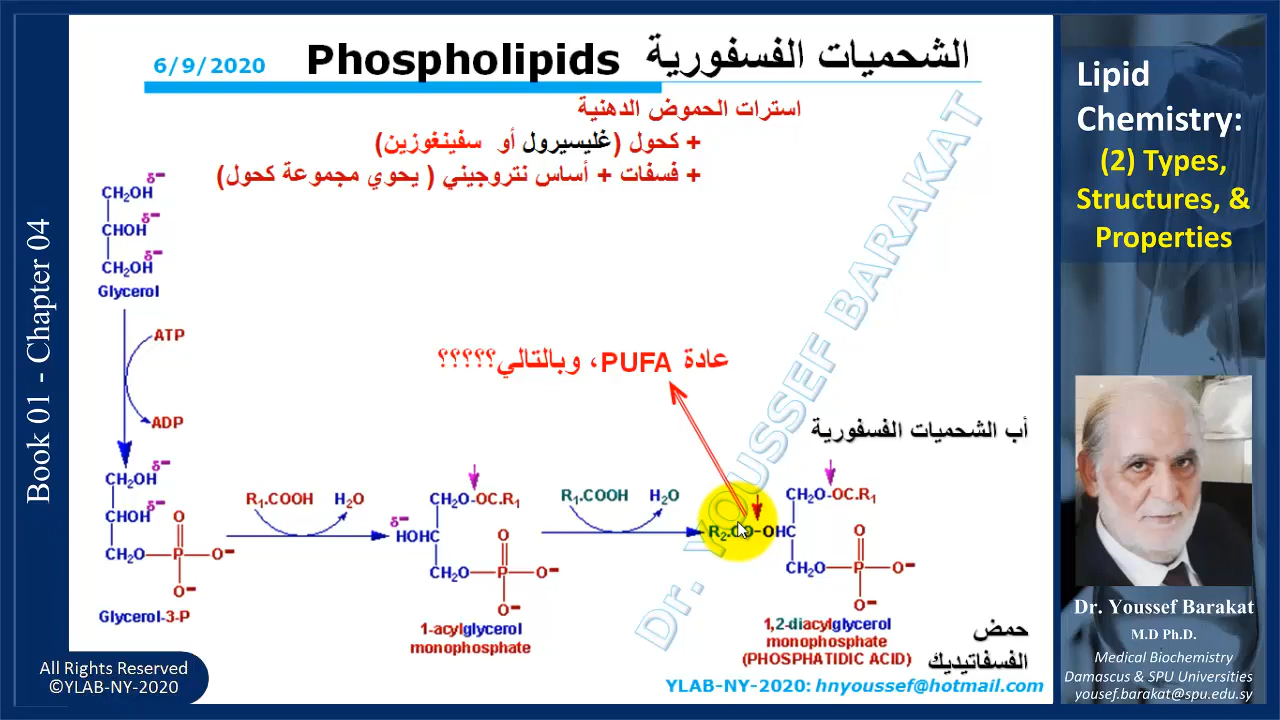 6/9/2020
Phospholipids الشحميات الفسفورية
استرات الحموض الدهنية
+ كحول (غليسيرول أو سفينغوزين)
+ فسفات + أساس نتروجيني ( يحوي مجموعة كحول)
CH₂OH δ−
CHOH δ−
CH₂OH δ−
Glycerol
ATP
ADP
CH₂OH δ−
CHOH δ−
CH₂O—P—O−
O
O−
Glycerol-3-P
R₁.COOH H₂O
CH₂O-OC.R₁
δ−
HOHC
CH₂O—P—O−
O
O−
1-acylglycerol
monophosphate
R₁.COOH H₂O
عادة PUFA، وبالتالي؟؟؟؟؟
أب الشحميات الفسفورية
CH₂O-OC.R₁
R₂.CO-OHC
CH₂O—P—O−
O
O−
1,2-diacylglycerol
monophosphate
(PHOSPHATIDIC ACID)
حمض
الفسفاتيديك
YLAB-NY-2020: hnyoussef@hotmail.com
Dr. YOUSSEF BARAKAT
Book 01 - Chapter 04
All Rights Reserved
©YLAB-NY-2020
Lipid
Chemistry:
(2) Types,
Structures, &
Properties
Dr. Youssef Barakat
M.D Ph.D.
Medical Biochemistry
Damascus & SPU Universities
yousef.barakat@spu.edu.sy